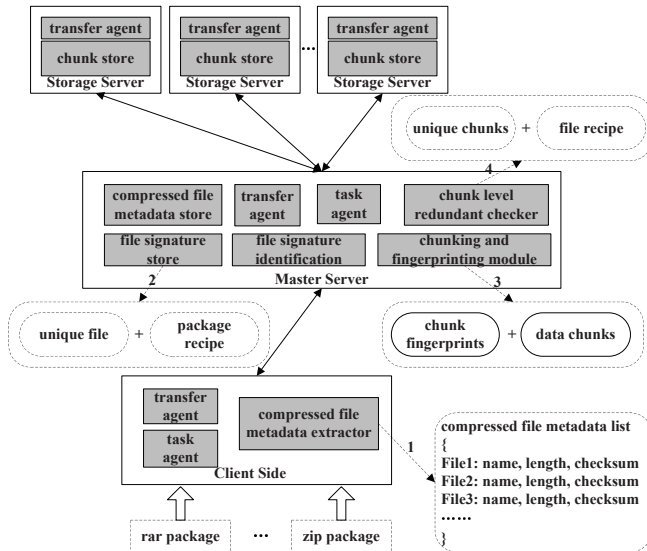 transfer agent
chunk store
Storage Server
transfer agent
chunk store
Storage Server
...
transfer agent
chunk store
Storage Server
unique chunks + file recipe
4
compressed file
metadata store
transfer
agent
task
agent
chunk level
redundant checker
file signature
store
file signature
identification
chunking and
fingerprinting module
Master Server
2
3
unique file + package
recipe
chunk
fingerprints + data chunks
transfer
agent
task
agent
compressed file
metadata extractor
Client Side
1
compressed file metadata list
{
File1: name, length, checksum
File2: name, length, checksum
File3: name, length, checksum
……
}
rar package ... zip package